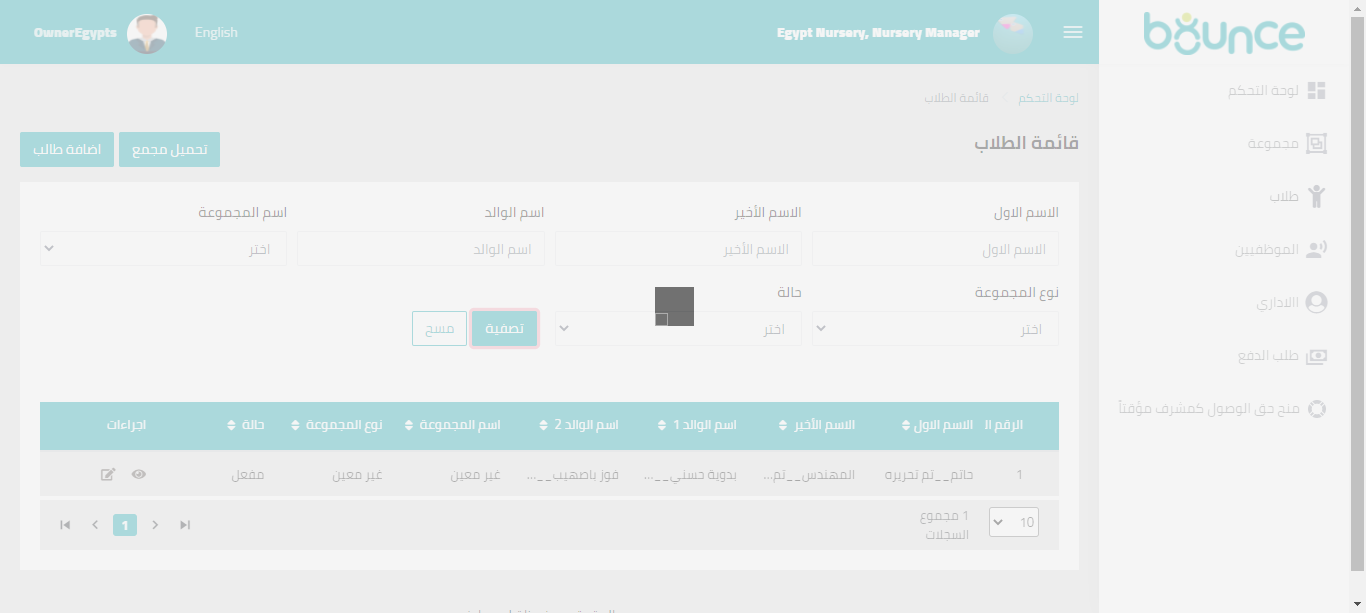 bounce
Egypt Nursery, Nursery Manager
English
OwnerEgypts
لوحة التحكم
مجموعة
طلاب
الموظفيين
االاداري
طلب الدفع
منح حق الوصول كمشرف مؤقتاً
لوحة التحكم
قائمة الطلاب
قائمة الطلاب
تحميل مجمع
اضافة طالب
الاسم الاول
الاسم الأخير
اسم الوالد
اسم المجموعة
الاسم الاول
الاسم الأخير
اسم الوالد
اختر
نوع المجموعة
حالة
اختر
اختر
تصفية
مسح
الرقم ال الاسم الاول الاسم الأخير اسم الوالد 1 اسم الوالد 2 اسم المجموعة نوع المجموعة حالة اجراءات
1 حاتم__تم تحريره المهندس__تم... بدوية حسني__... فوز باصهيب__... غير معين غير معين مفعل
10
1 مجموع
السجلات
1